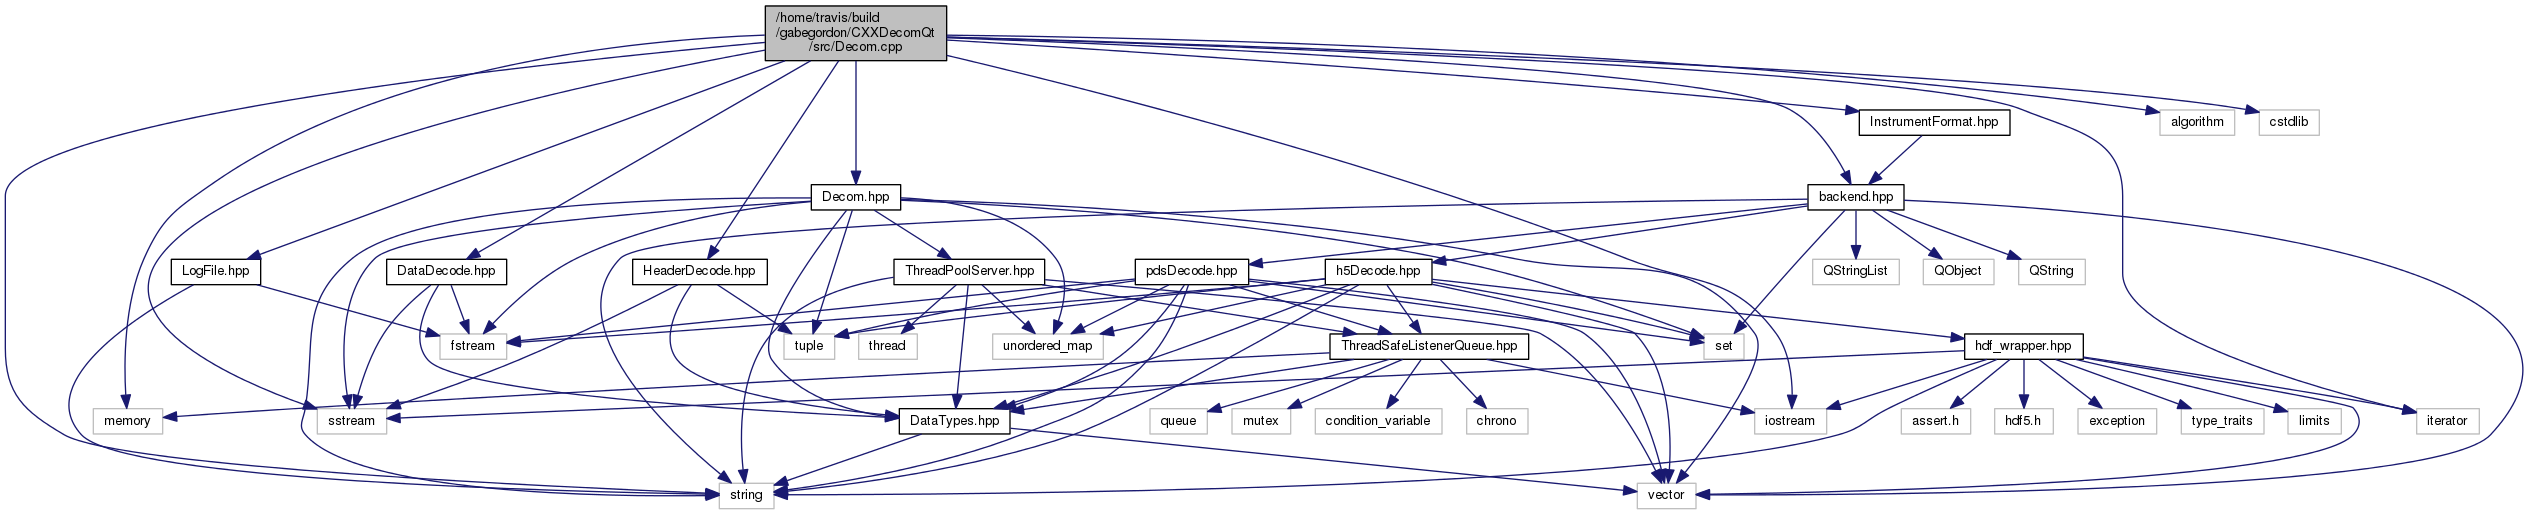 /home/travis/build
/gabegordon/CXXDecomQt
/src/Decom.cpp
InstrumentFormat.hpp
algorithm
cstdlib
Decom.hpp
backend.hpp
LogFile.hpp
DataDecode.hpp
HeaderDecode.hpp
ThreadPoolServer.hpp
pdsDecode.hpp
h5Decode.hpp
QStringList
QObject
QString
fstream
tuple
thread
unordered_map
ThreadSafeListenerQueue.hpp
set
hdf_wrapper.hpp
memory
sstream
DataTypes.hpp
queue
mutex
condition_variable
chrono
iostream
assert.h
hdf5.h
exception
type_traits
limits
iterator
string
vector